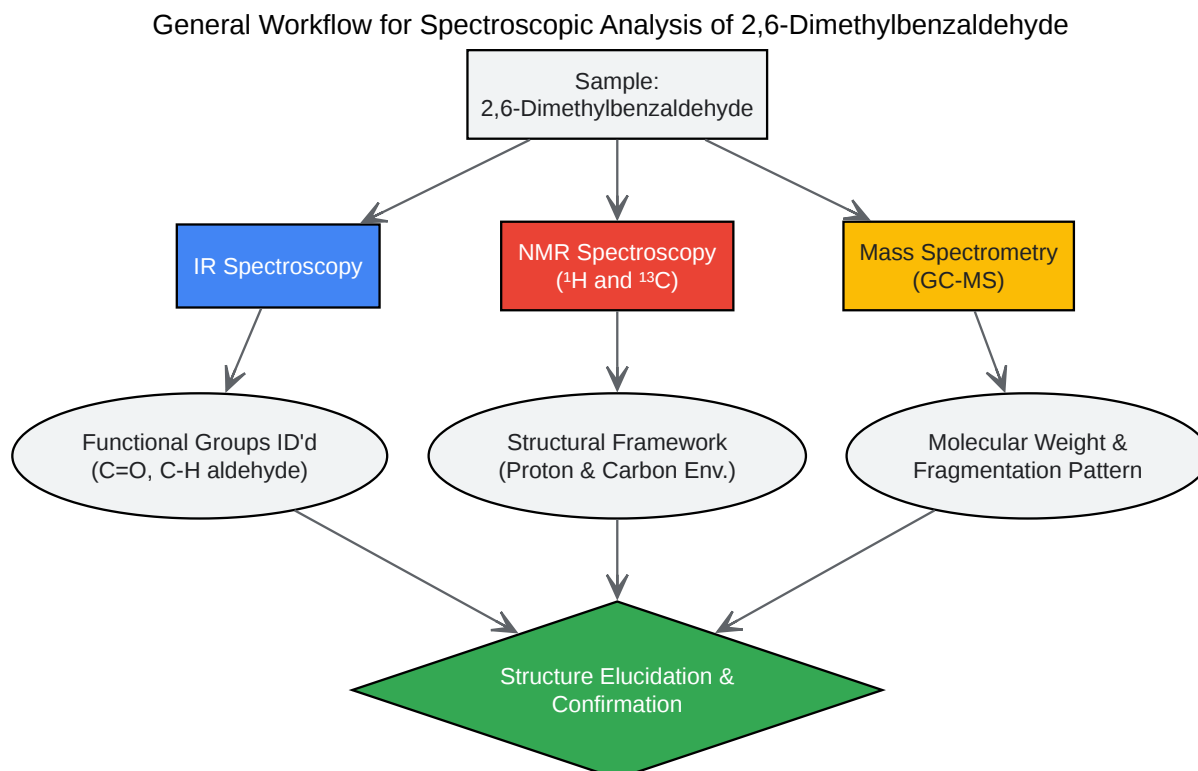 General Workflow for Spectroscopic Analysis of 2,6-Dimethylbenzaldehyde
Sample:
2,6-Dimethylbenzaldehyde
IR Spectroscopy
NMR Spectroscopy
(¹H and ¹³C)
Mass Spectrometry
(GC-MS)
Functional Groups ID'd
(C=O, C-H aldehyde)
Structural Framework
(Proton & Carbon Env.)
Molecular Weight &
Fragmentation Pattern
Structure Elucidation &
Confirmation